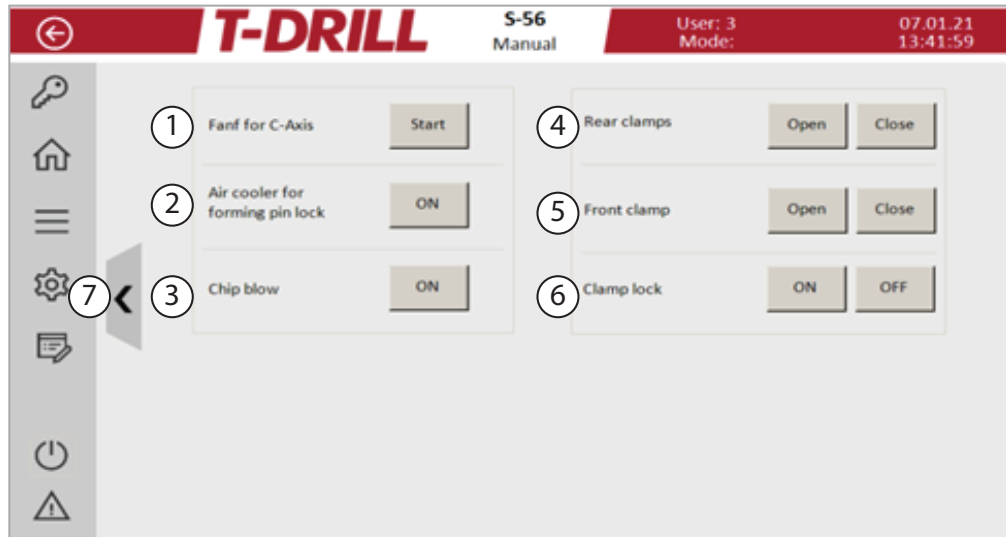 T-DRILL
S-56
Manual
User: 3
Mode:
07.01.21
13:41:59
1
Fanf for C-Axis
Start
2
Air cooler for
forming pin lock
ON
3
Chip blow
ON
4
Rear clamps
Open
Close
5
Front clamp
Open
Close
6
Clamp lock
ON
OFF
7